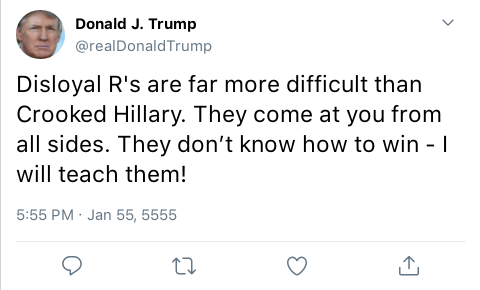 Donald J. Trump
@realDonaldTrump
Disloyal R's are far more difficult than
Crooked Hillary. They come at you from
all sides. They don’t know how to win - I
will teach them!
5:55 PM · Jan 55, 5555